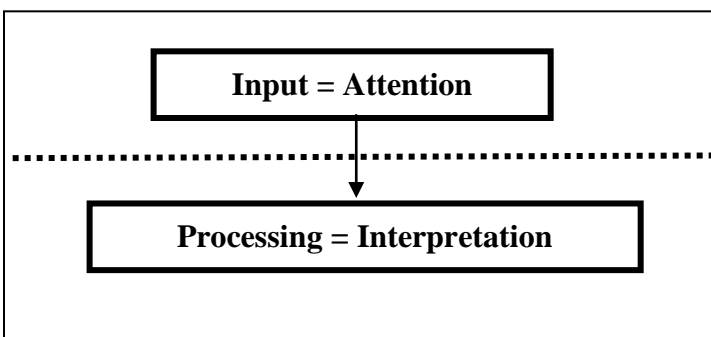 Input = Attention
Processing = Interpretation